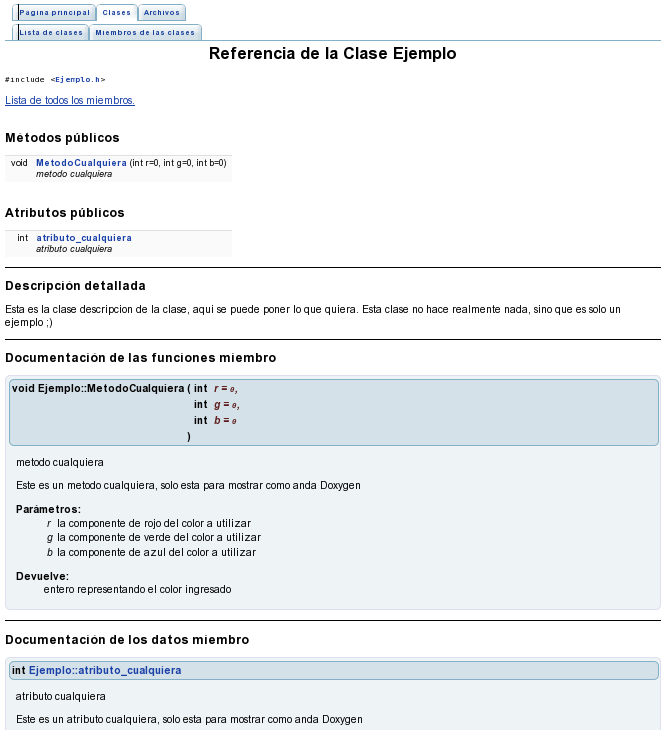 Pagina principal Clases Archivos
Lista de clases Miembros de las clases
Referencia de la Clase Ejemplo
#include <Ejemplo.h>
Lista de todos los miembros.
Métodos públicos
void MetodoCualquiera (int r=0, int g=0, int b=0)
metodo cualquiera
Atributos públicos
int atributo_cualquiera
atributo cualquiera
Descripción detallada
Esta es la clase descripcion de la clase, aqui se puede poner lo que quiera. Esta clase no hace realmente nada, sino que es solo un
ejemplo ;)
Documentación de las funciones miembro
void Ejemplo::MetodoCualquiera ( int r = 0,
int g = 0,
int b = 0
)
metodo cualquiera
Este es un metodo cualquiera, solo esta para mostrar como anda Doxygen
Parámetros:
r la componente de rojo del color a utilizar
g la componente de verde del color a utilizar
b la componente de azul del color a utilizar
Devuelve:
entero representando el color ingresado
Documentación de los datos miembro
int Ejemplo::atributo_cualquiera
atributo cualquiera
Este es un atributo cualquiera, solo esta para mostrar como anda Doxygen